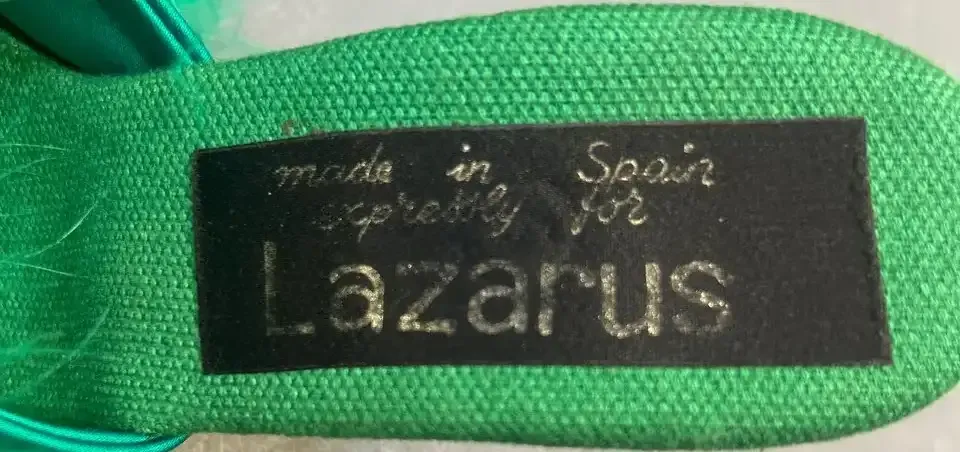 made in Spain
expressly for
Lazarus